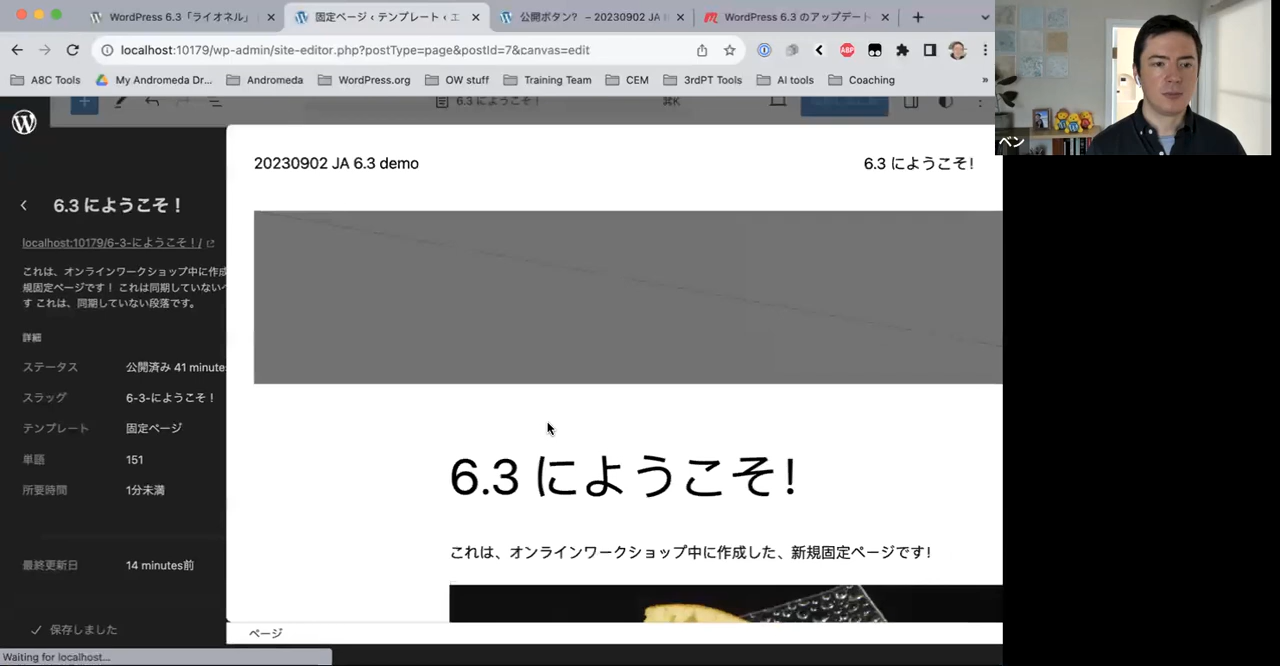 WordPress 6.3「ライオネル」
固定ページ ‹ テンプレート ‹ エ
公開ボタン? – 20230902 JA
WordPress 6.3 のアップデート
localhost:10179/wp-admin/site-editor.php?postType=page&postId=7&canvas=edit
A8C Tools
My Andromeda Dr...
Andromeda
WordPress.org
OW stuff
Training Team
CEM
3rdPT Tools
AI tools
Coaching
»
6.3 にようこそ!
⌘K
ベン
6.3 にようこそ!
localhost:10179/6-3-にようこそ!/
これは、オンラインワークショップ中に作成
規固定ページです! これは同期していない
す これは、同期していない段落です。
詳細
ステータス 公開済み 41 minute
スラッグ 6-3-にようこそ!
テンプレート 固定ページ
単語 151
所要時間 1分未満
最終更新日 14 minutes前
保存しました
20230902 JA 6.3 demo
6.3 にようこそ!
6.3 にようこそ!
これは、オンラインワークショップ中に作成した、新規固定ページです!
ページ
Waiting for localhost...